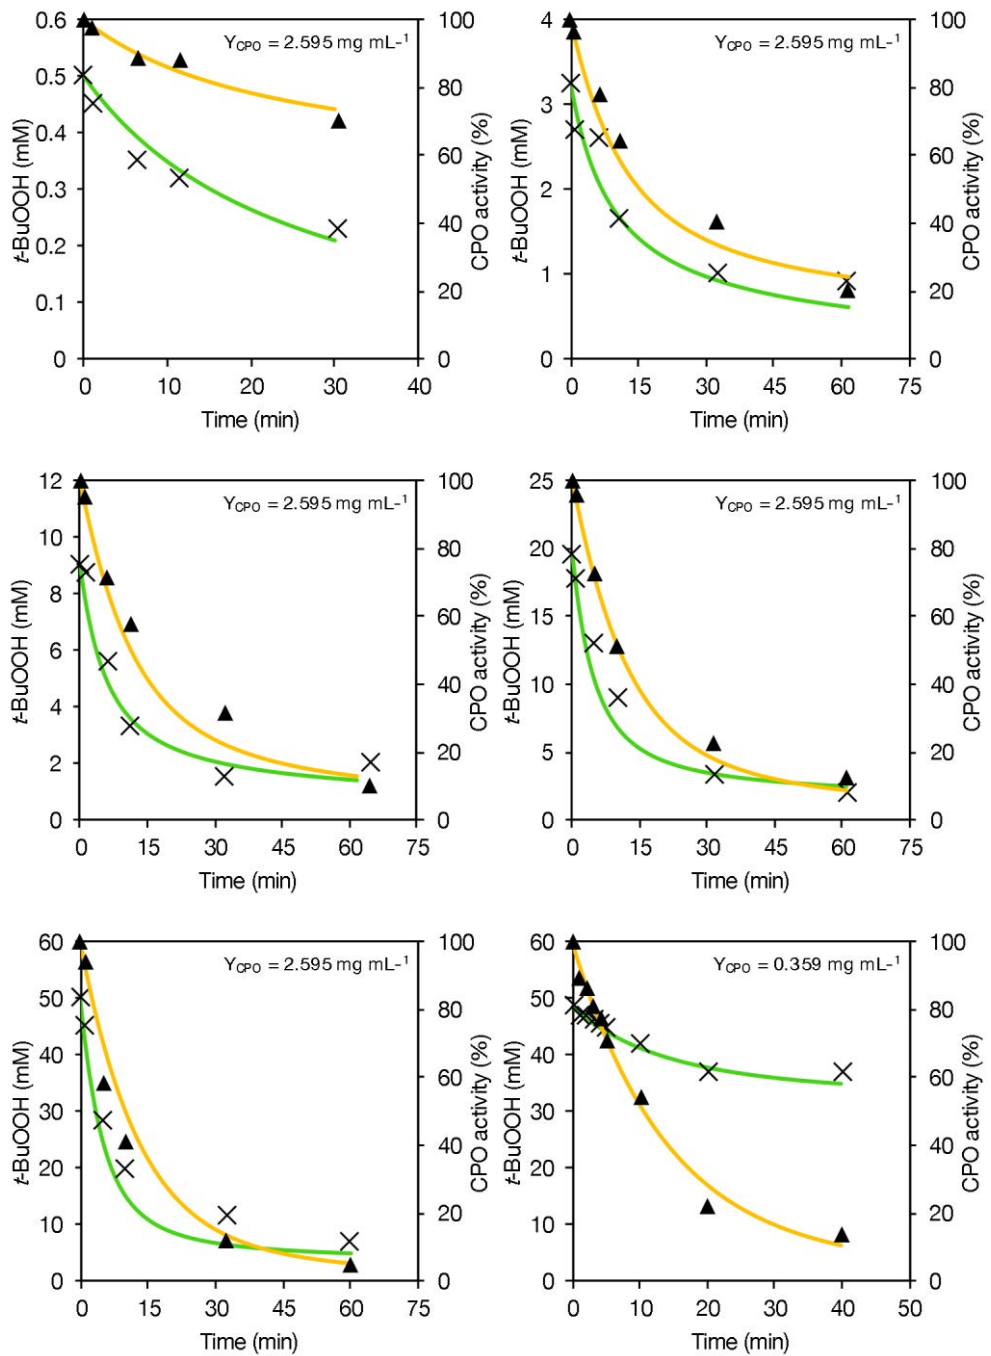 Y_CPO = 2.595 mg mL⁻¹
0.6
0.5
0.4
0.3
0.2
0.1
0
t-BuOOH (mM)
100
80
60
40
20
0
CPO activity (%)
0 10 20 30 40
Time (min)
Y_CPO = 2.595 mg mL⁻¹
4
3
2
1
0
t-BuOOH (mM)
100
80
60
40
20
0
CPO activity (%)
0 15 30 45 60 75
Time (min)
Y_CPO = 2.595 mg mL⁻¹
12
10
8
6
4
2
0
t-BuOOH (mM)
100
80
60
40
20
0
CPO activity (%)
0 15 30 45 60 75
Time (min)
Y_CPO = 2.595 mg mL⁻¹
25
20
15
10
5
0
t-BuOOH (mM)
100
80
60
40
20
0
CPO activity (%)
0 15 30 45 60 75
Time (min)
Y_CPO = 2.595 mg mL⁻¹
60
50
40
30
20
10
0
t-BuOOH (mM)
100
80
60
40
20
0
CPO activity (%)
0 15 30 45 60 75
Time (min)
Y_CPO = 0.359 mg mL⁻¹
60
50
40
30
20
10
0
t-BuOOH (mM)
100
80
60
40
20
0
CPO activity (%)
0 10 20 30 40 50
Time (min)